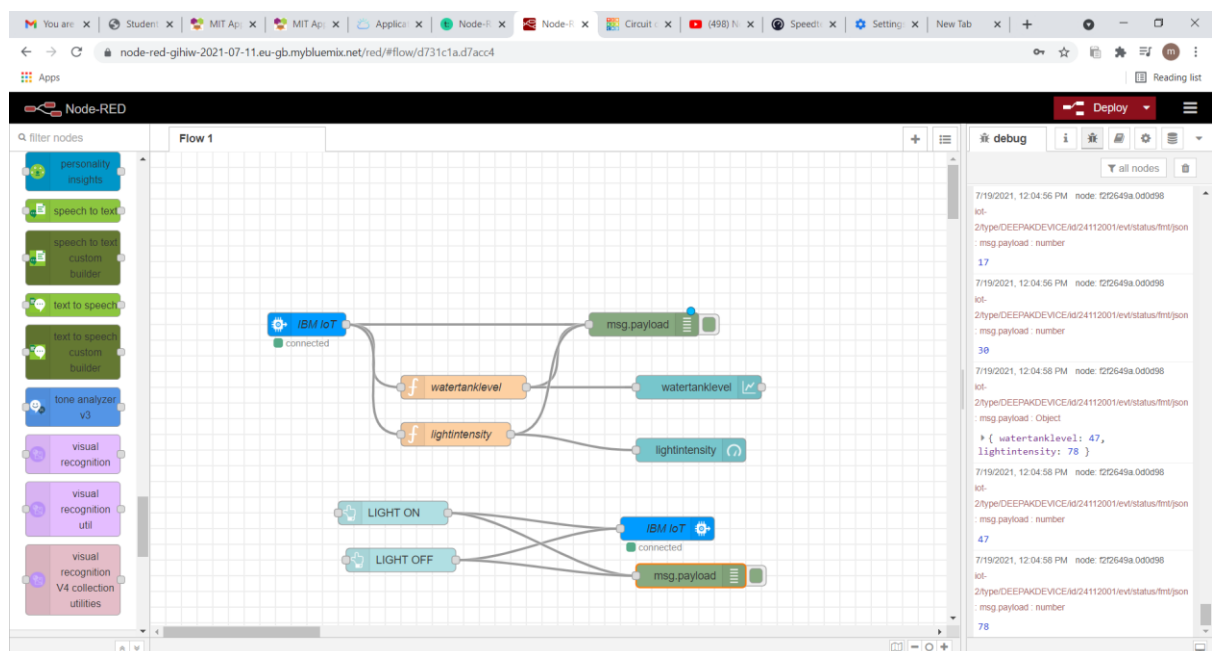 You are
Student
MIT Ap
MIT Ap
Applicat
Node-R
Node-R
Circuit
(498) N
Speedt
Setting
New Tab
node-red-gihiw-2021-07-11.eu-gb.mybluemix.net/red/#flow/d731c1a.d7acc4
m
Apps
Reading list
Node-RED
Deploy
filter nodes
Flow 1
debug
i
all nodes
personality
insights
speech to text
speech to text
custom
builder
text to speech
text to speech
custom
builder
tone analyzer
v3
visual
recognition
visual
recognition
util
visual
recognition
V4 collection
utilities
IBM IoT
connected
msg.payload
f watertanklevel
watertanklevel
f lightintensity
lightintensity
LIGHT ON
IBM IoT
connected
LIGHT OFF
msg.payload
7/19/2021, 12:04:56 PM node: f2f2649a.0d0d98
iot-
2/type/DEEPAKDEVICE/id/24112001/evt/status/fmt/json
: msg.payload : number
17
7/19/2021, 12:04:56 PM node: f2f2649a.0d0d98
iot-
2/type/DEEPAKDEVICE/id/24112001/evt/status/fmt/json
: msg.payload : number
30
7/19/2021, 12:04:58 PM node: f2f2649a.0d0d98
iot-
2/type/DEEPAKDEVICE/id/24112001/evt/status/fmt/json
: msg.payload : Object
{ watertanklevel: 47,
lightintensity: 78 }
7/19/2021, 12:04:58 PM node: f2f2649a.0d0d98
iot-
2/type/DEEPAKDEVICE/id/24112001/evt/status/fmt/json
: msg.payload : number
47
7/19/2021, 12:04:58 PM node: f2f2649a.0d0d98
iot-
2/type/DEEPAKDEVICE/id/24112001/evt/status/fmt/json
: msg.payload : number
78